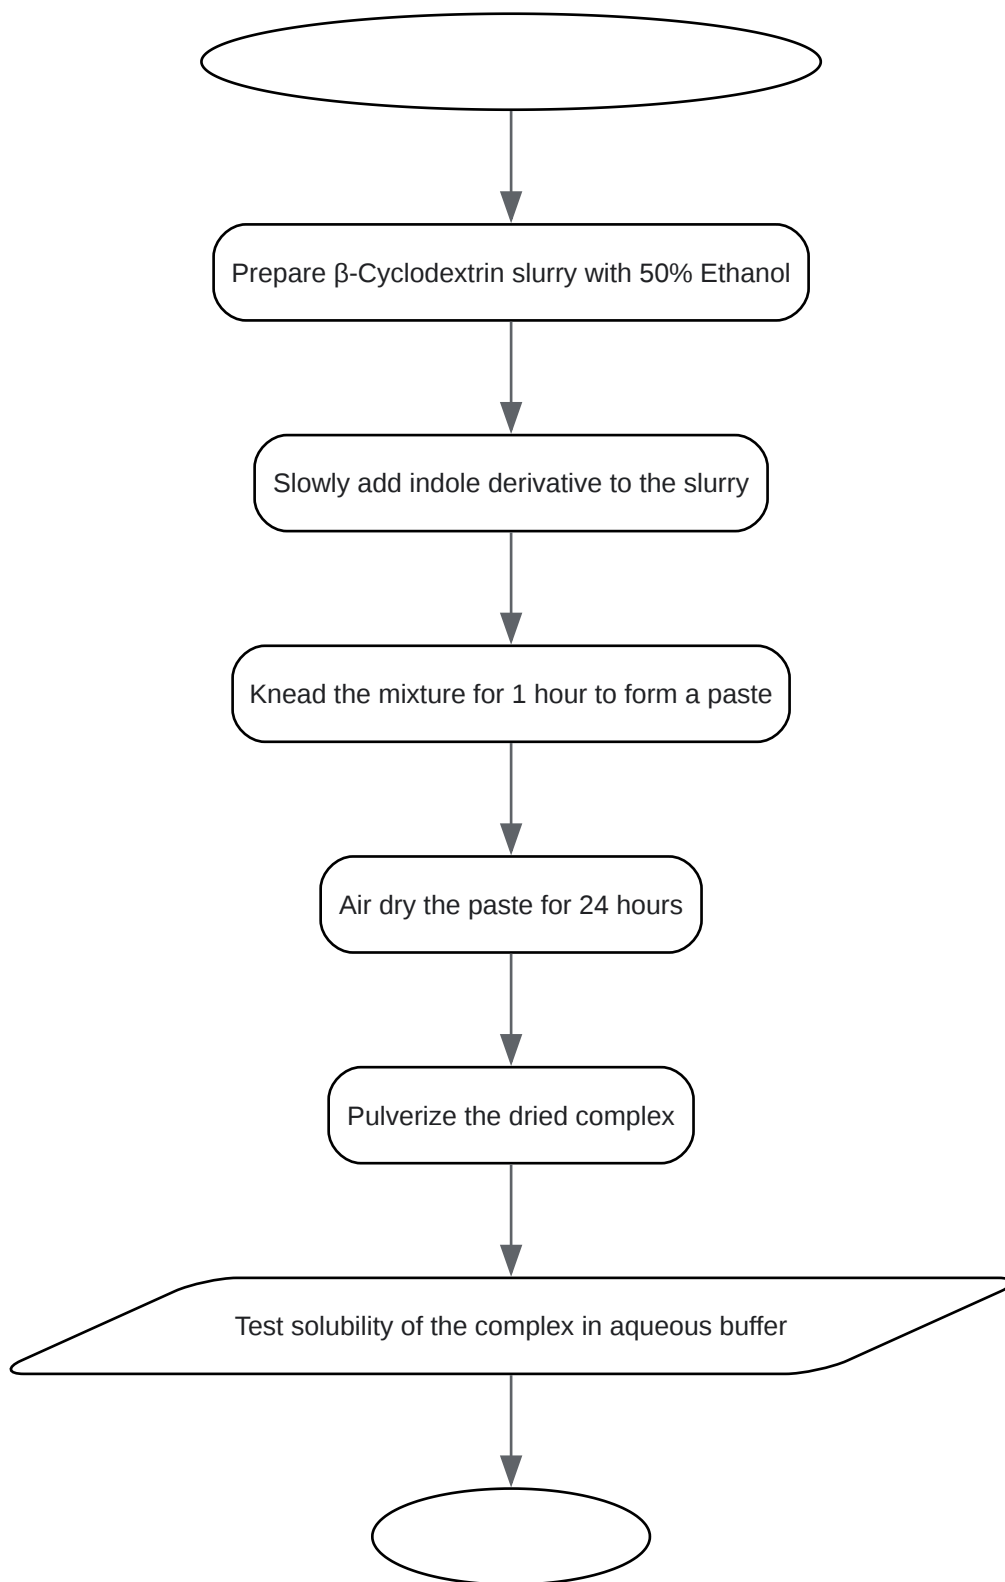 Prepare β-Cyclodextrin slurry with 50% Ethanol
Slowly add indole derivative to the slurry
Knead the mixture for 1 hour to form a paste
Air dry the paste for 24 hours
Pulverize the dried complex
Test solubility of the complex in aqueous buffer